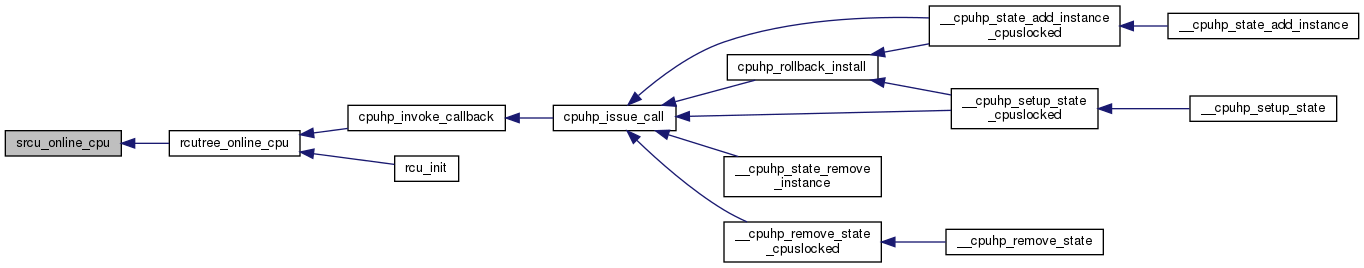 srcu_online_cpu
rcutree_online_cpu
cpuhp_invoke_callback
rcu_init
cpuhp_issue_call
__cpuhp_state_add_instance
_cpuslocked
__cpuhp_state_add_instance
cpuhp_rollback_install
__cpuhp_setup_state
_cpuslocked
__cpuhp_setup_state
__cpuhp_state_remove
_instance
__cpuhp_remove_state
_cpuslocked
__cpuhp_remove_state